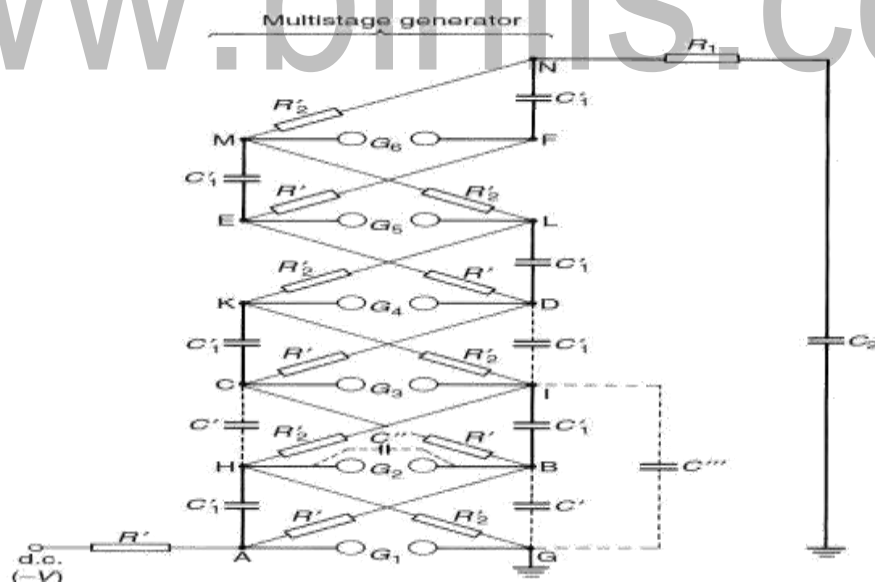 ww.binils.co
Multistage generator
N R₁
R′₂ C′₁
M G₆ F
C′₁ R′ R′₂
E G₅ L
R′₂ R′ C′₁
K G₄ D
C′₁ R′ R′₂ C′₁ C₂
C G₃ I
C′ R′₂ C″ R′ C′₁
H G₂ B C‴
C′₁ R′ R′₂ C′
R′ A G₁ G
d.c.
(−V)